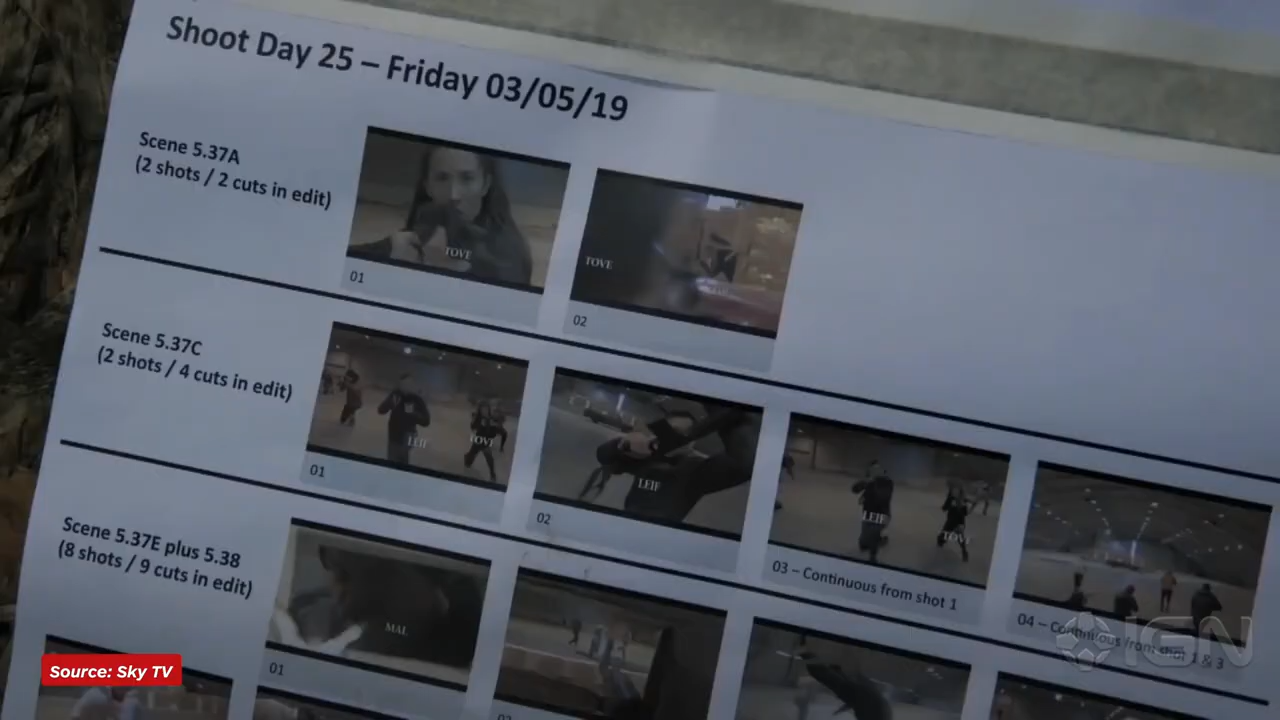 Shoot Day 25 – Friday 03/05/19
Scene 5.37A
(2 shots / 2 cuts in edit)
TOVE
01
TOVE
02
Scene 5.37C
(2 shots / 4 cuts in edit)
LEIF
TOVE
01
LEIF
02
LEIF
TOVE
03 – Continuous from shot 1
04 – Continuous from shot 1 & 3
Scene 5.37E plus 5.38
(8 shots / 9 cuts in edit)
MAL
01
Source: Sky TV
IGN